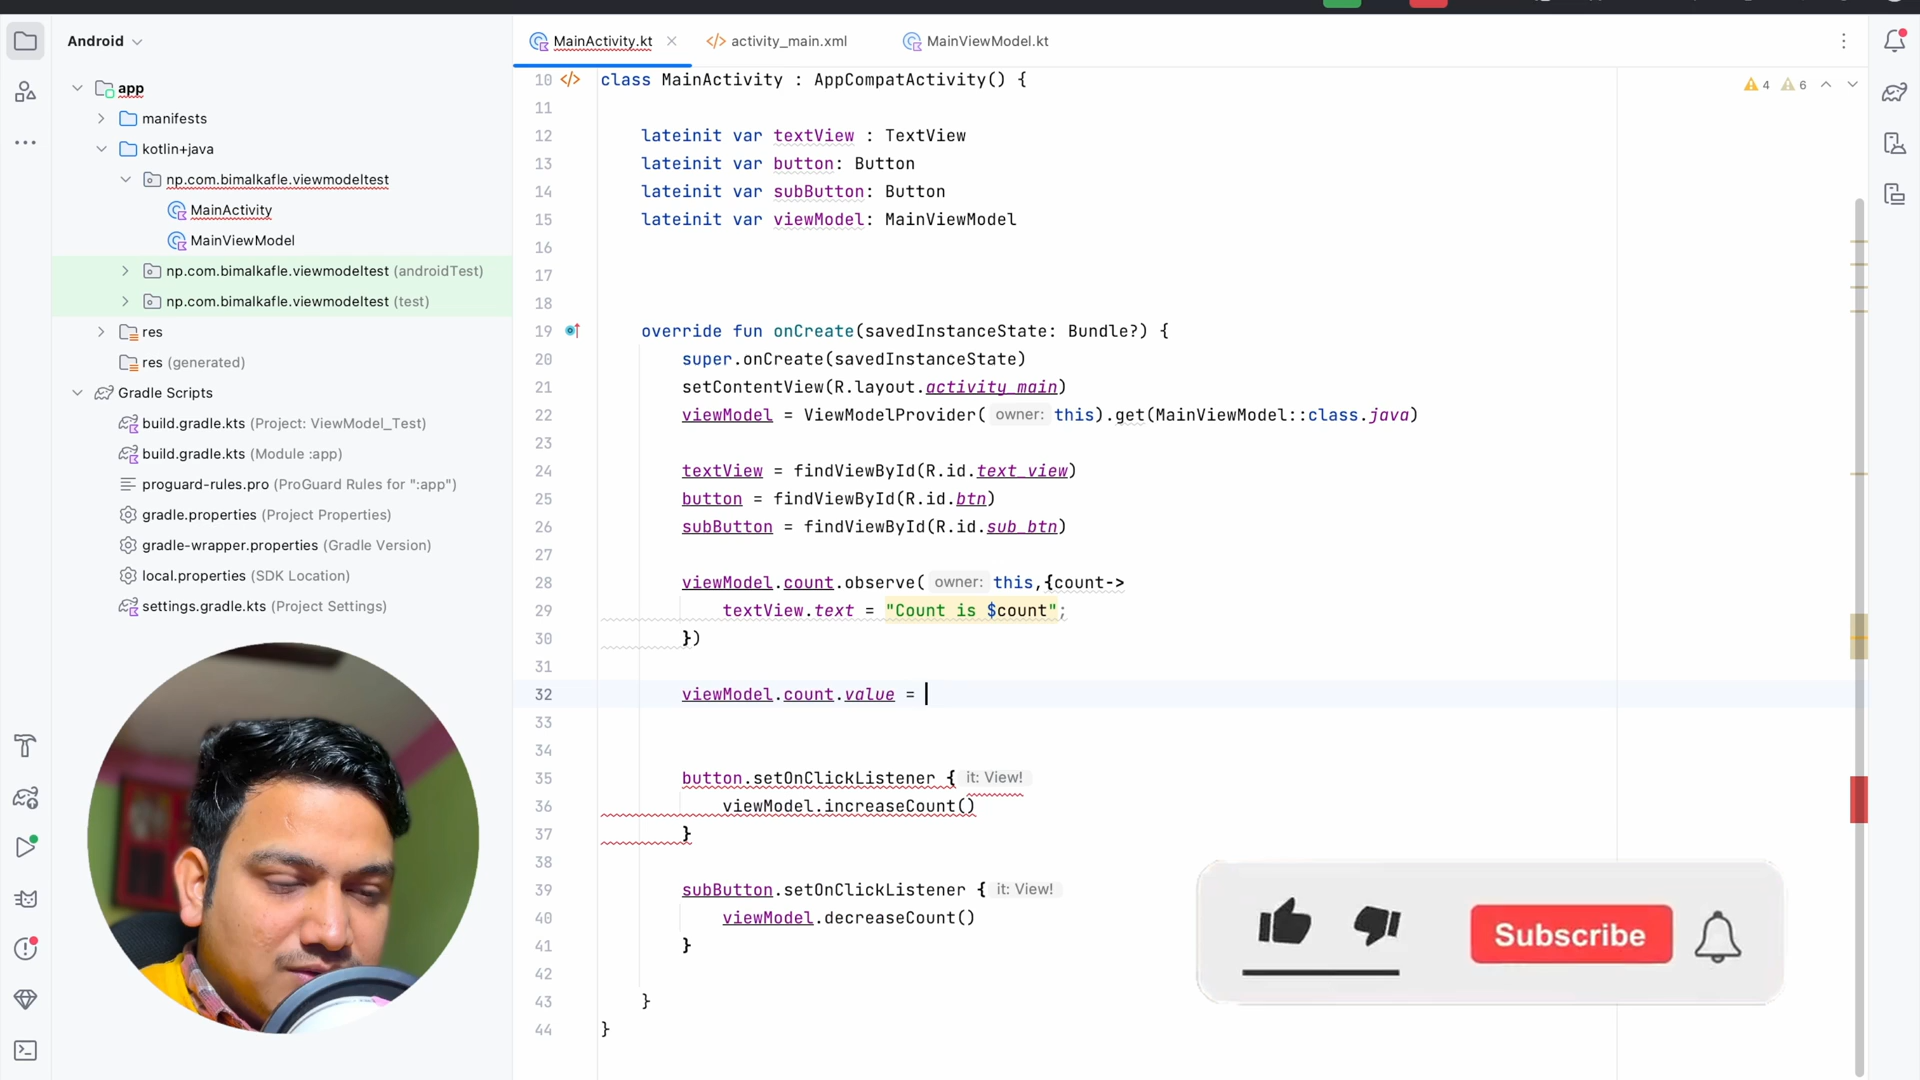 Android
MainActivity.kt
activity_main.xml
MainViewModel.kt
app
manifests
kotlin+java
np.com.bimalkafle.viewmodeltest
MainActivity
MainViewModel
np.com.bimalkafle.viewmodeltest (androidTest)
np.com.bimalkafle.viewmodeltest (test)
res
res (generated)
Gradle Scripts
build.gradle.kts (Project: ViewModel_Test)
build.gradle.kts (Module :app)
proguard-rules.pro (ProGuard Rules for ":app")
gradle.properties (Project Properties)
gradle-wrapper.properties (Gradle Version)
local.properties (SDK Location)
settings.gradle.kts (Project Settings)
4 6
10 class MainActivity : AppCompatActivity() {
11
12 lateinit var textView : TextView
13 lateinit var button: Button
14 lateinit var subButton: Button
15 lateinit var viewModel: MainViewModel
16
17
18
19 override fun onCreate(savedInstanceState: Bundle?) {
20 super.onCreate(savedInstanceState)
21 setContentView(R.layout.activity_main)
22 viewModel = ViewModelProvider( owner: this).get(MainViewModel::class.java)
23
24 textView = findViewById(R.id.text_view)
25 button = findViewById(R.id.btn)
26 subButton = findViewById(R.id.sub_btn)
27
28 viewModel.count.observe( owner: this,{count->
29 textView.text = "Count is $count";
30 })
31
32 viewModel.count.value =
33
34
35 button.setOnClickListener { it: View!
36 viewModel.increaseCount()
37 }
38
39 subButton.setOnClickListener { it: View!
40 viewModel.decreaseCount()
41 }
42
43 }
44 }
Subscribe